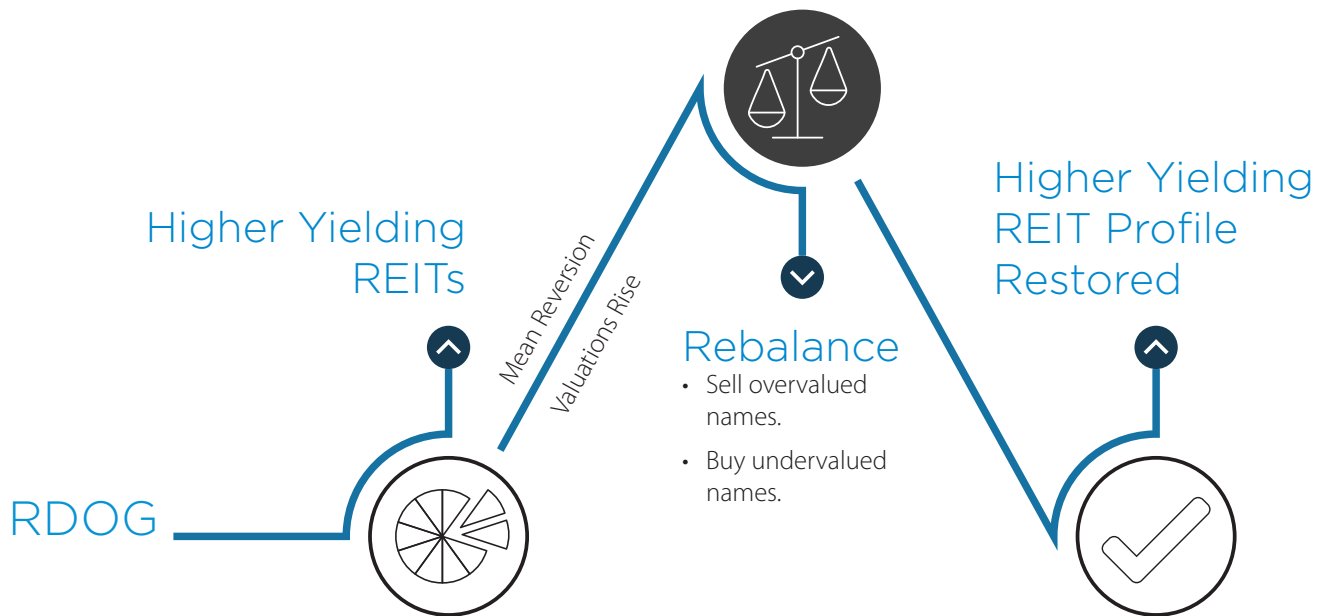 RDOG
Higher Yielding
REITs
Mean Reversion
Valuations Rise
Rebalance
• Sell overvalued
names.
• Buy undervalued
names.
Higher Yielding
REIT Profile
Restored